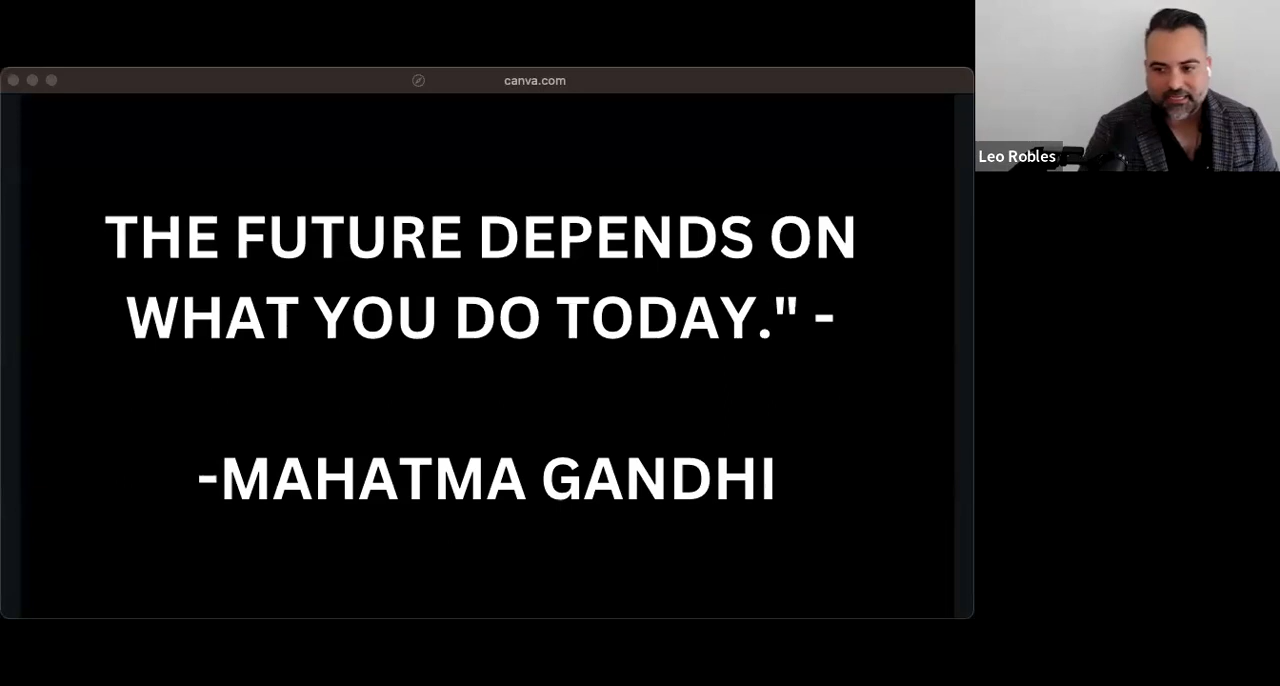 canva.com
THE FUTURE DEPENDS ON
WHAT YOU DO TODAY." -
-MAHATMA GANDHI
Leo Robles